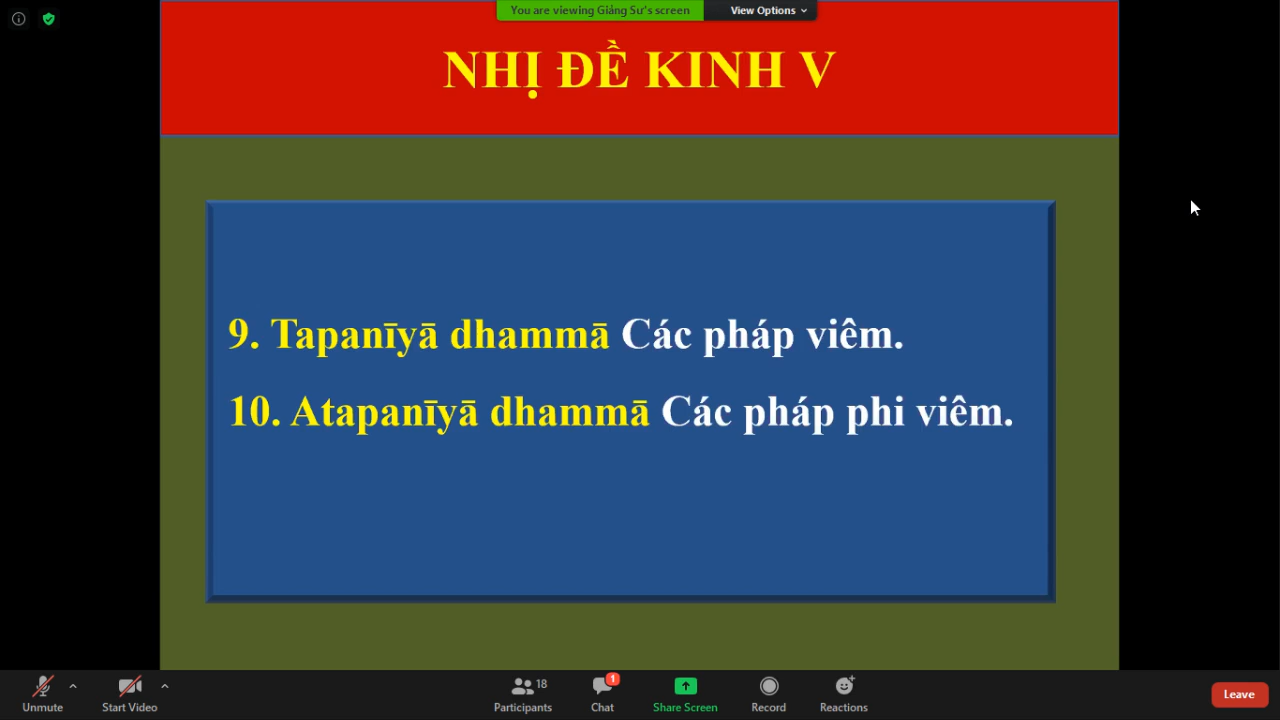 You are viewing Giảng Sư's screen View Options
NHỊ ĐỀ KINH V
9. Tapanīyā dhammā Các pháp viêm.
10. Atapanīyā dhammā Các pháp phi viêm.
Unmute Start Video Participants 18 Chat 1 Share Screen Record Reactions Leave